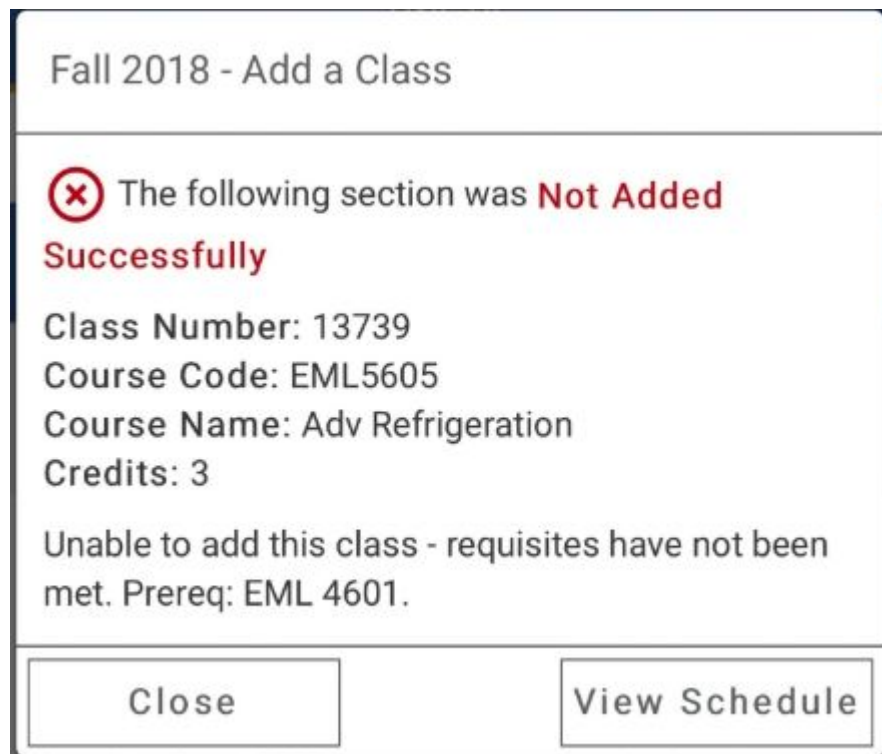 Fall 2018 - Add a Class
The following section was Not Added
Successfully
Class Number: 13739
Course Code: EML5605
Course Name: Adv Refrigeration
Credits: 3
Unable to add this class - requisites have not been
met. Prereq: EML 4601.
Close
View Schedule